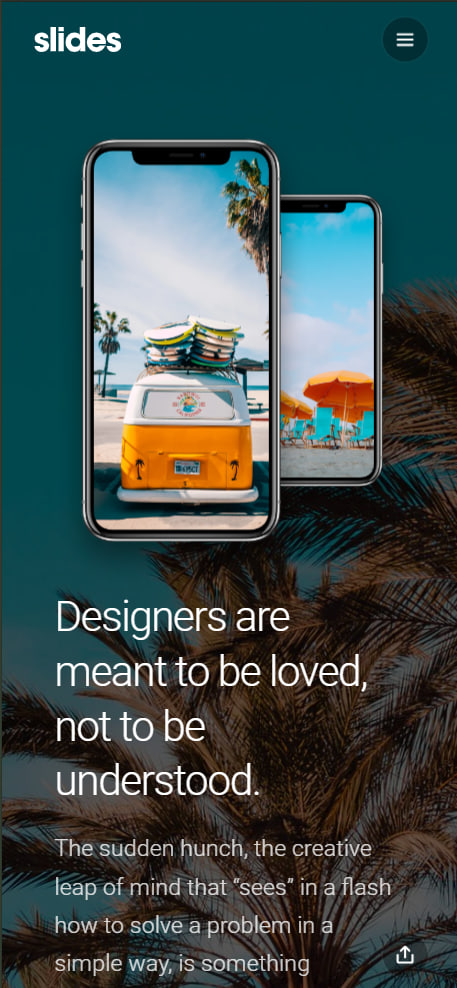 slides
Designers are
meant to be loved,
not to be
understood.
The sudden hunch, the creative
leap of mind that “sees” in a flash
how to solve a problem in a
simple way, is something